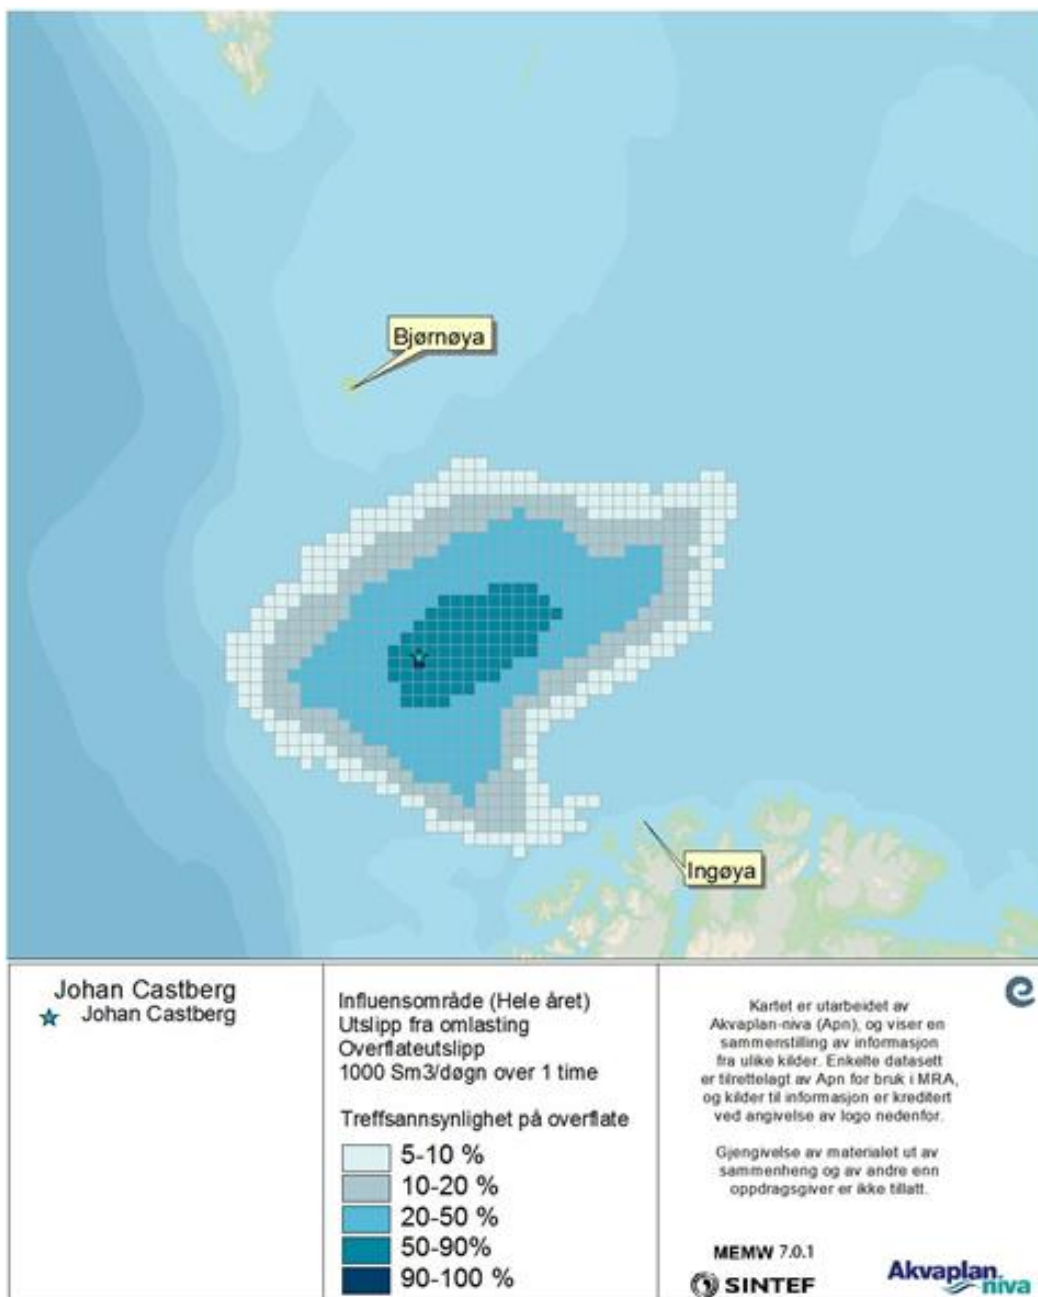 Bjørnøya
Ingøya
Johan Castberg
Johan Castberg
Influensområde (Hele året)
Utslipp fra omlasting
Overflateutslipp
1000 Sm3/døgn over 1 time
Treffsannsynlighet på overflate
5-10 %
10-20 %
20-50 %
50-90%
90-100 %
Kartet er utarbeidet av
Akvaplan-niva (Apn), og viser en
sammenstilling av informasjon
fra ulike kilder. Enkelte datasett
er tilrettelagt av Apn for bruk i MRA,
og kilder til informasjon er kreditert
ved angivelse av logo nedenfor.
Gjengivelse av materialet ut av
sammenheng og av andre enn
oppdragsgiver er ikke tillatt.
MEMW 7.0.1
SINTEF
Akvaplan
niva